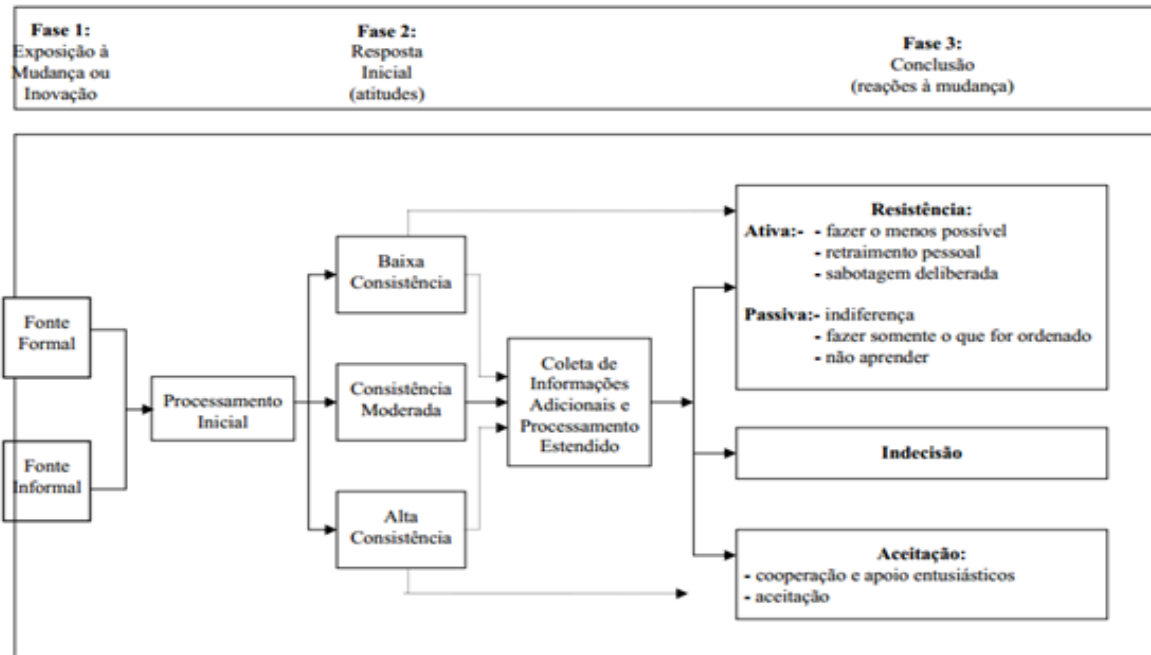 Fase 1:
Exposição à
Mudança ou
Inovação
Fase 2:
Resposta
Inicial
(atitudes)
Fase 3:
Conclusão
(reações à mudança)
Fonte
Formal
Fonte
Informal
Processamento
Inicial
Baixa
Consistência
Consistência
Moderada
Alta
Consistência
Coleta de
Informações
Adicionais e
Processamento
Estendido
Resistência:
Ativa:- - fazer o menos possível
- retraimento pessoal
- sabotagem deliberada
Passiva:- indiferença
- fazer somente o que for ordenado
- não aprender
Indecisão
Aceitação:
- cooperação e apoio entusiásticos
- aceitação